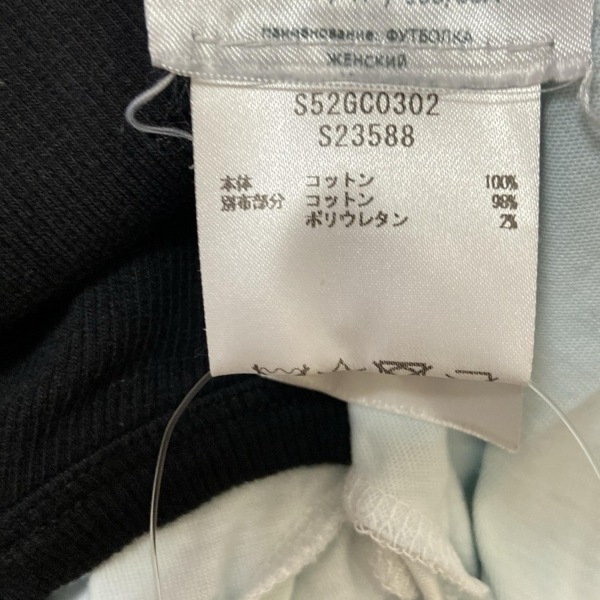 наименование: ФУТБОЛКА
ЖЕНСКИЙ
S52GC0302
S23588
本体 コットン 100%
別布部分 コットン 98%
ポリウレタン 2%